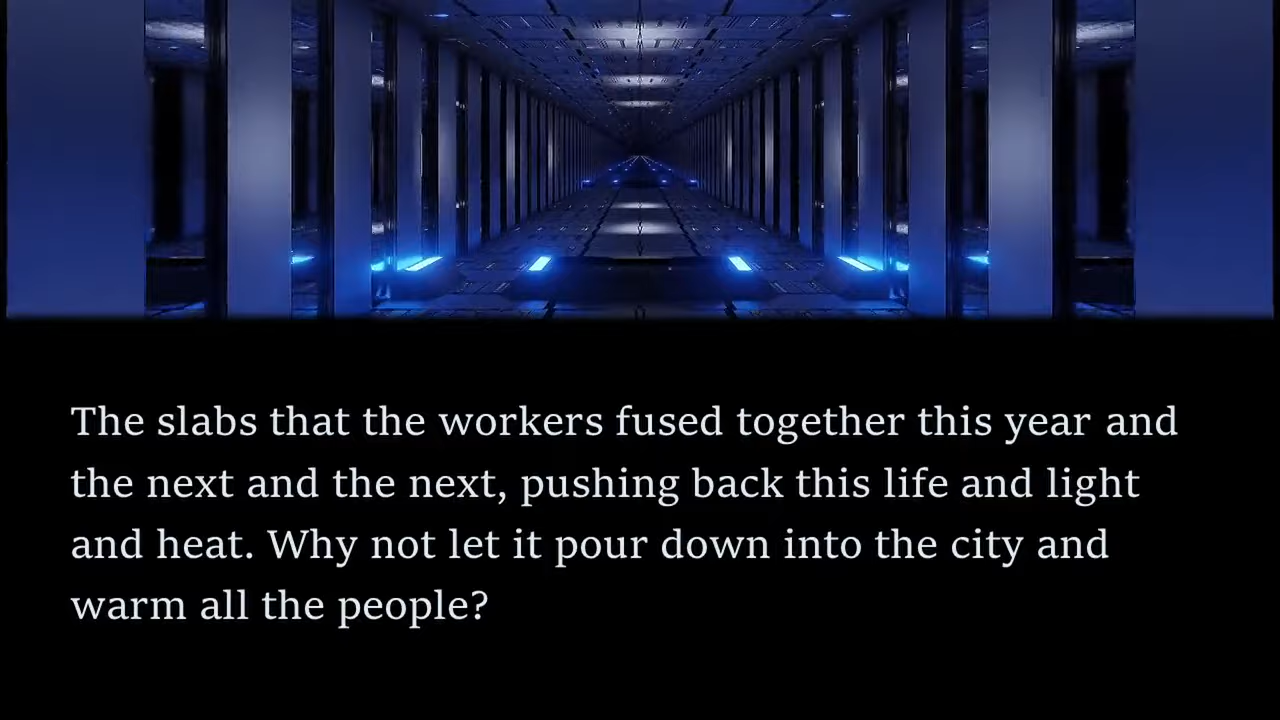 The slabs that the workers fused together this year and
the next and the next, pushing back this life and light
and heat. Why not let it pour down into the city and
warm all the people?